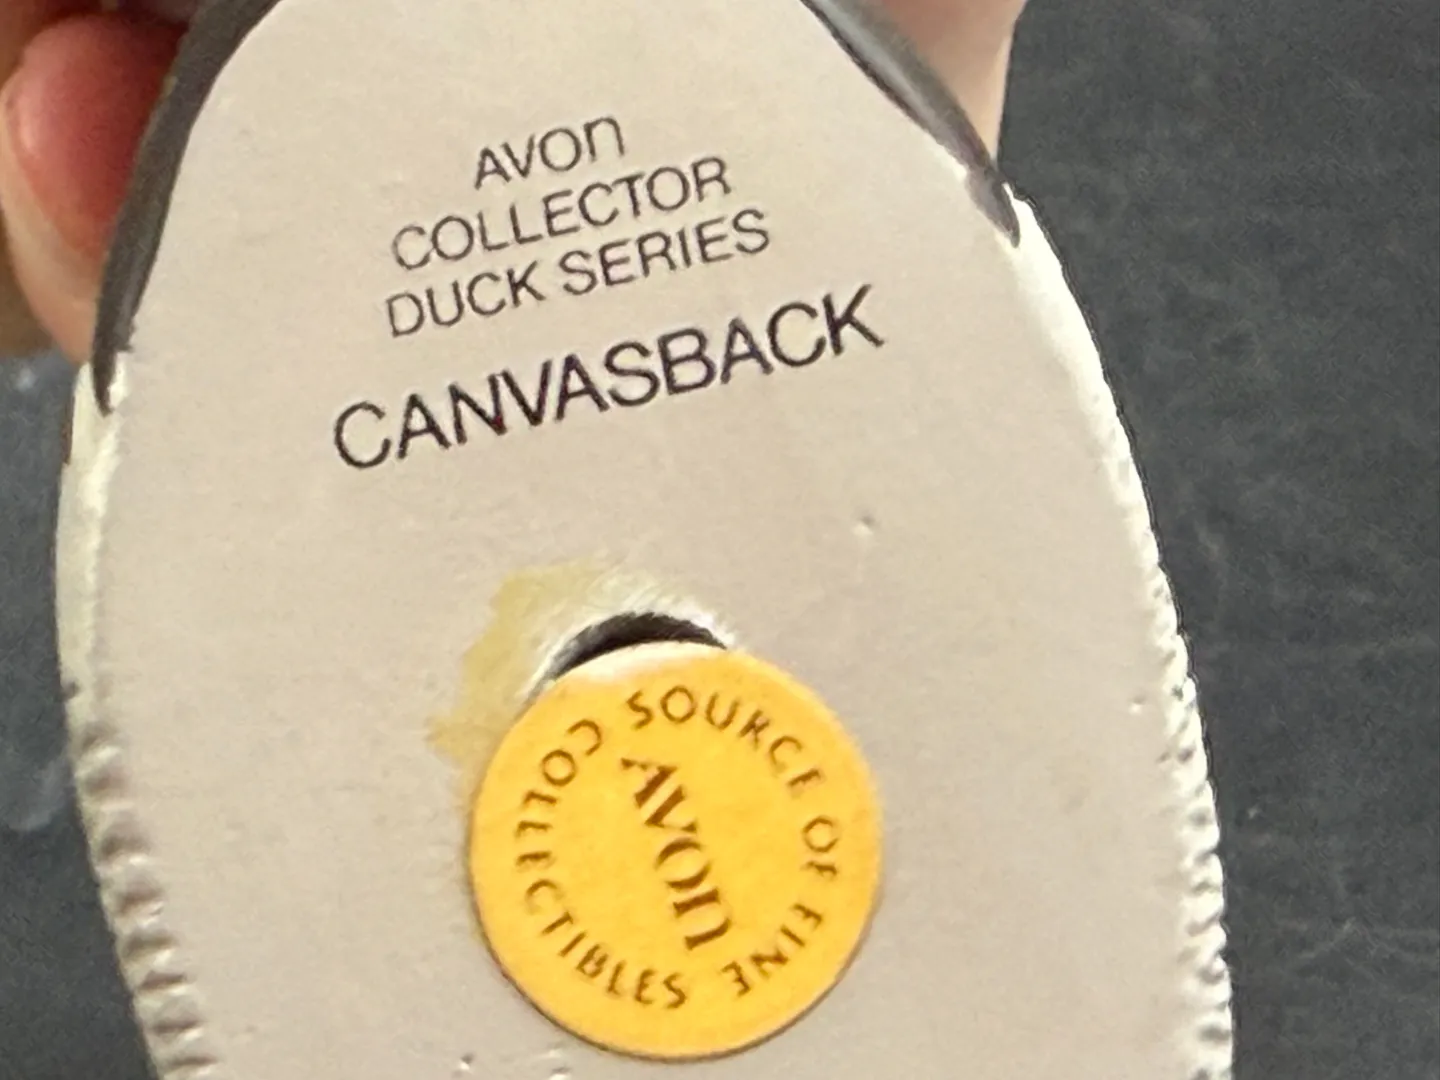 AVON
COLLECTOR
DUCK SERIES
CANVASBACK
SOURCE OF FINE COLLECTIBLES
AVON